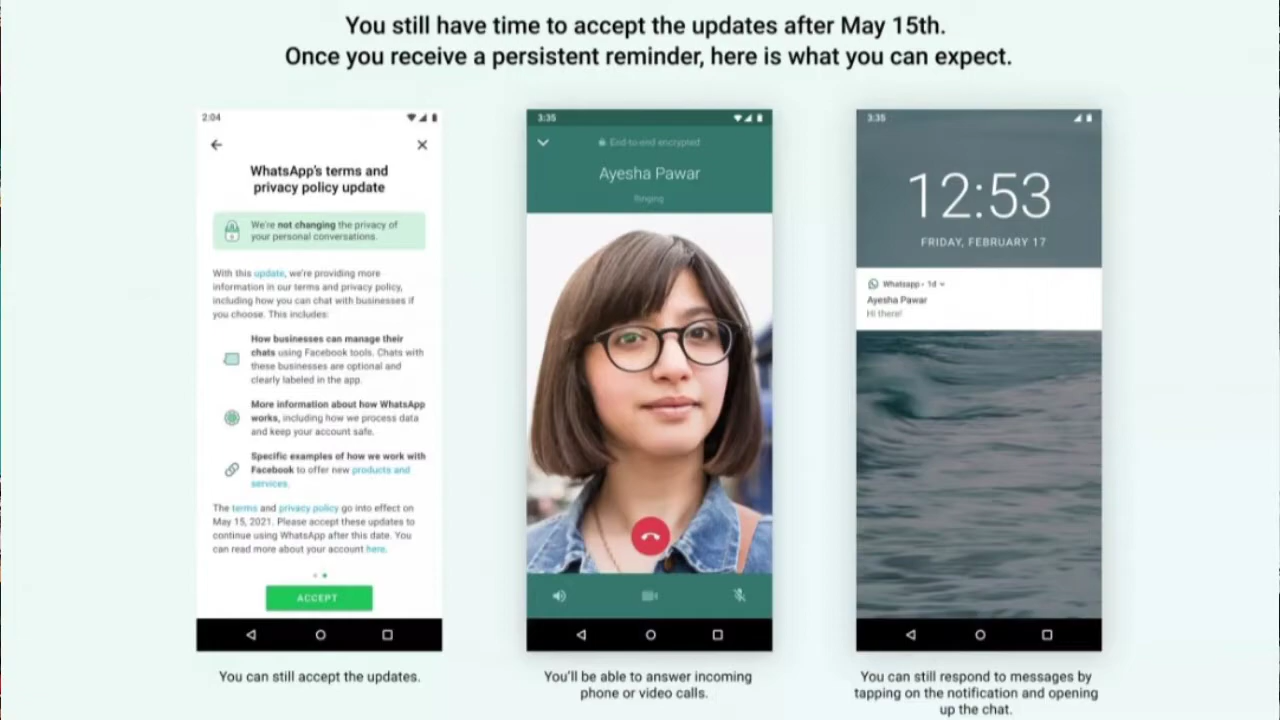 You still have time to accept the updates after May 15th.
Once you receive a persistent reminder, here is what you can expect.
2:04
WhatsApp's terms and
privacy policy update
We're not changing the privacy of
your personal conversations.
With this update, we're providing more
information in our terms and privacy policy,
including how you can chat with businesses if
you choose. This includes:
How businesses can manage their
chats using Facebook tools. Chats with
these businesses are optional and
clearly labeled in the app.
More information about how WhatsApp
works, including how we process data
and keep your account safe.
Specific examples of how we work with
Facebook to offer new products and
services.
The terms and privacy policy go into effect on
May 15, 2021. Please accept these updates to
continue using WhatsApp after this date. You
can read more about your account here.
ACCEPT
You can still accept the updates.
3:35
End-to-end encrypted
Ayesha Pawar
Ringing
You'll be able to answer incoming
phone or video calls.
3:35
12:53
FRIDAY, FEBRUARY 17
Whatsapp • 1d
Ayesha Pawar
Hi there!
You can still respond to messages by
tapping on the notification and opening
up the chat.